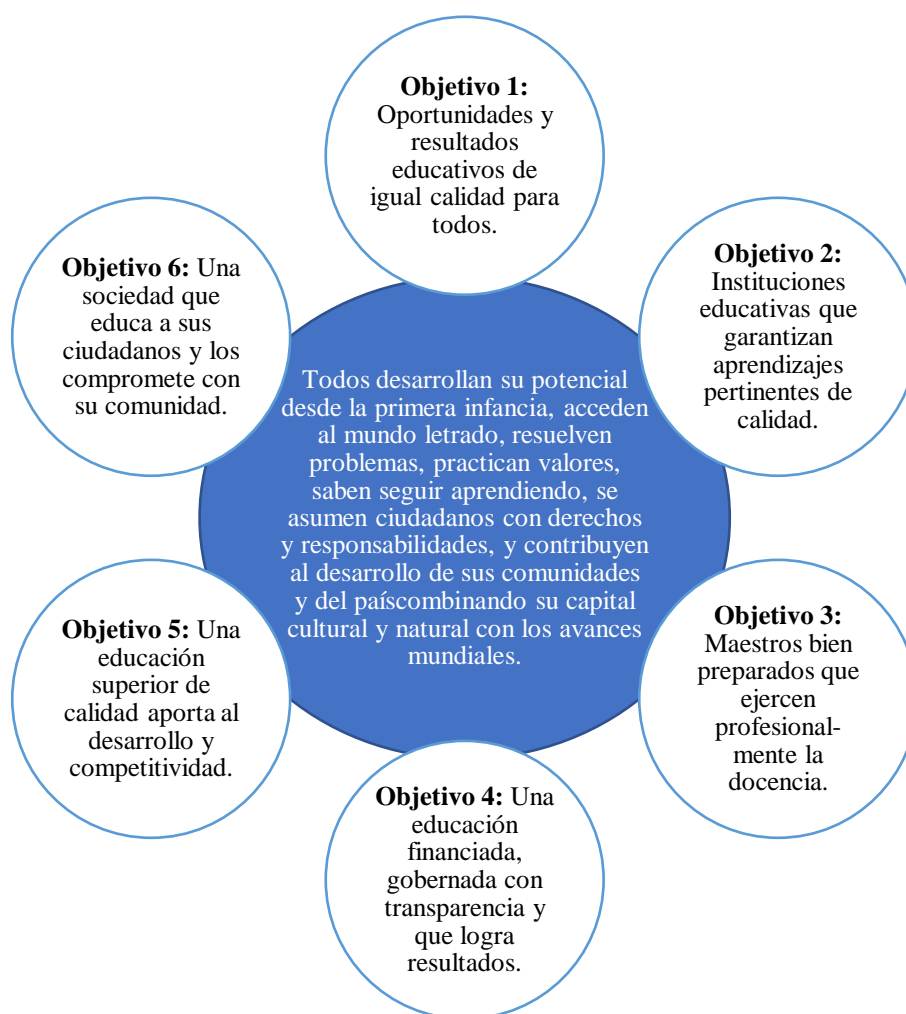 Objetivo 1:
Oportunidades y
resultados
educativos de
igual calidad para
todos.
Objetivo 2:
Instituciones
educativas que
garantizan
aprendizajes
pertinentes de
calidad.
Objetivo 3:
Maestros bien
preparados que
ejercen
profesional-
mente la
docencia.
Objetivo 4: Una
educación
financiada,
gobernada con
transparencia y
que logra
resultados.
Objetivo 5: Una
educación
superior de
calidad aporta al
desarrollo y
competitividad.
Objetivo 6: Una
sociedad que
educa a sus
ciudadanos y los
compromete con
su comunidad.
Todos desarrollan su potencial
desde la primera infancia, acceden
al mundo letrado, resuelven
problemas, practican valores,
saben seguir aprendiendo, se
asumen ciudadanos con derechos
y responsabilidades, y contribuyen
al desarrollo de sus comunidades
y del paíscombinando su capital
cultural y natural con los avances
mundiales.